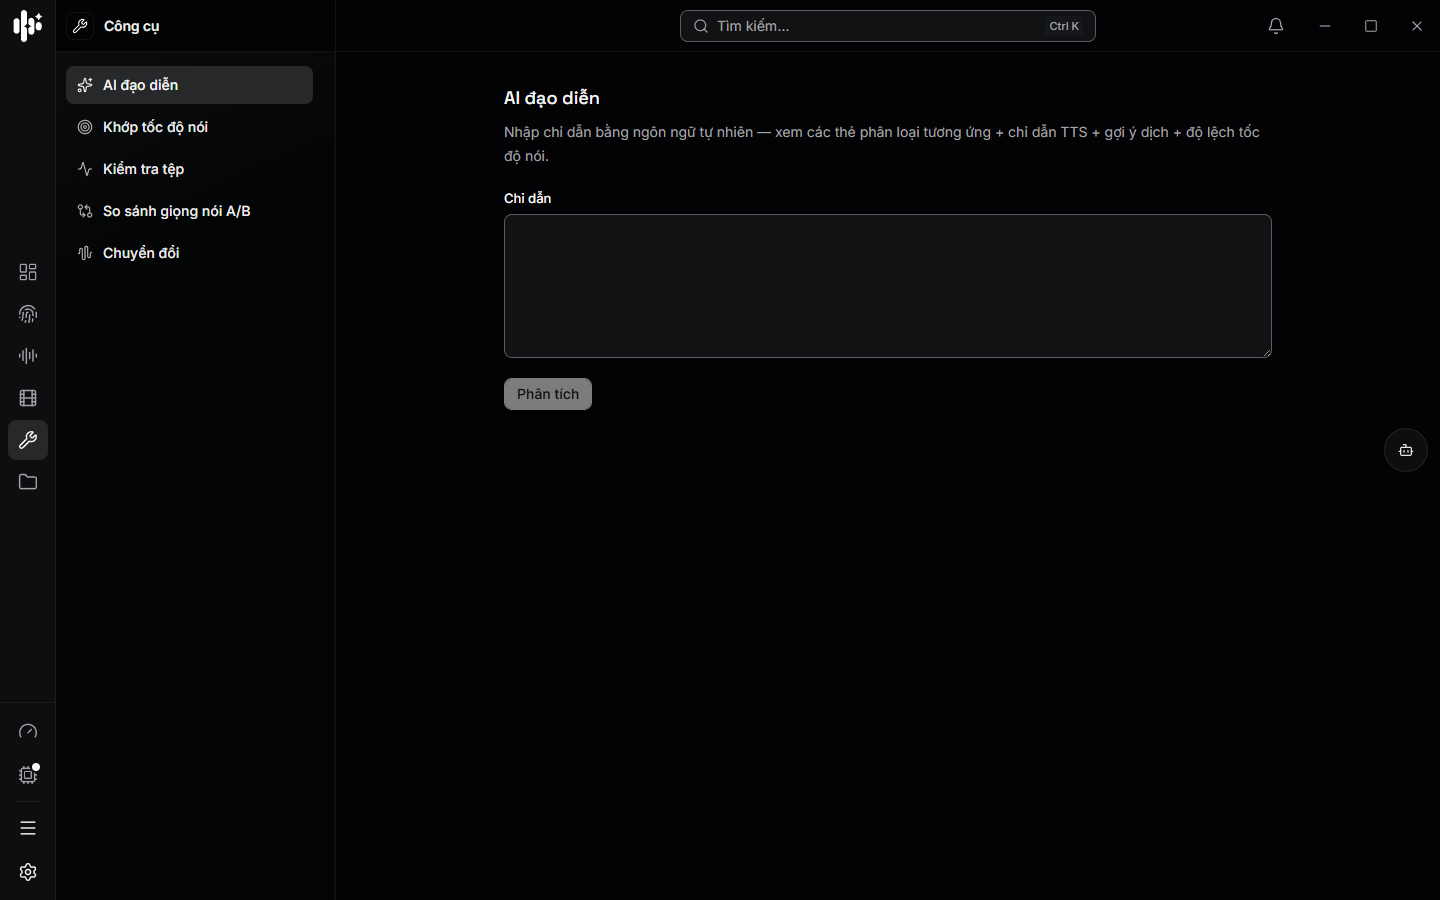 Công cụ
Tìm kiếm...
Ctrl K
AI đạo diễn
Khớp tốc độ nói
Kiểm tra tệp
So sánh giọng nói A/B
Chuyển đổi
AI đạo diễn
Nhập chỉ dẫn bằng ngôn ngữ tự nhiên — xem các thẻ phân loại tương ứng + chỉ dẫn TTS + gợi ý dịch + độ lệch tốc
độ nói.
Chỉ dẫn
Phân tích